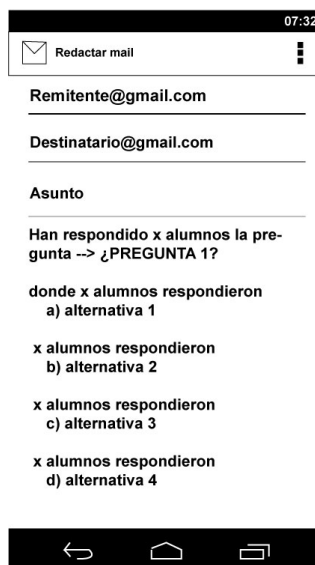 07:32
Redactar mail
Remitente@gmail.com
Destinatario@gmail.com
Asunto
Han respondido x alumnos la pre-
gunta --> ¿PREGUNTA 1?
donde x alumnos respondieron
a) alternativa 1
x alumnos respondieron
b) alternativa 2
x alumnos respondieron
c) alternativa 3
x alumnos respondieron
d) alternativa 4